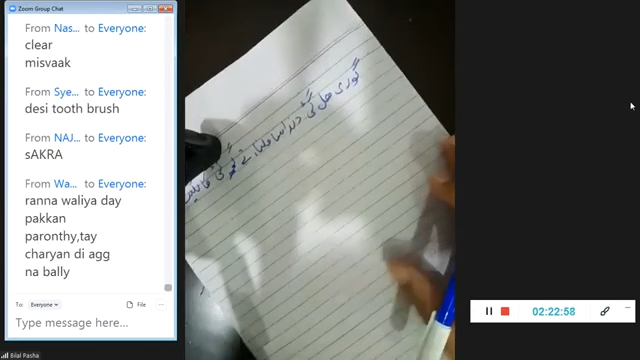 Zoom Group Chat
From Nas... to Everyone:
clear
misvaak
From Sye... to Everyone:
desi tooth brush
From NAJ... to Everyone:
sAKRA
From Wa... to Everyone:
ranna waliya day
pakkan
paronthy,tay
charyan di agg
na bally
To: Everyone
File
Type message here...
Bilal Pasha
گوری
02:22:58